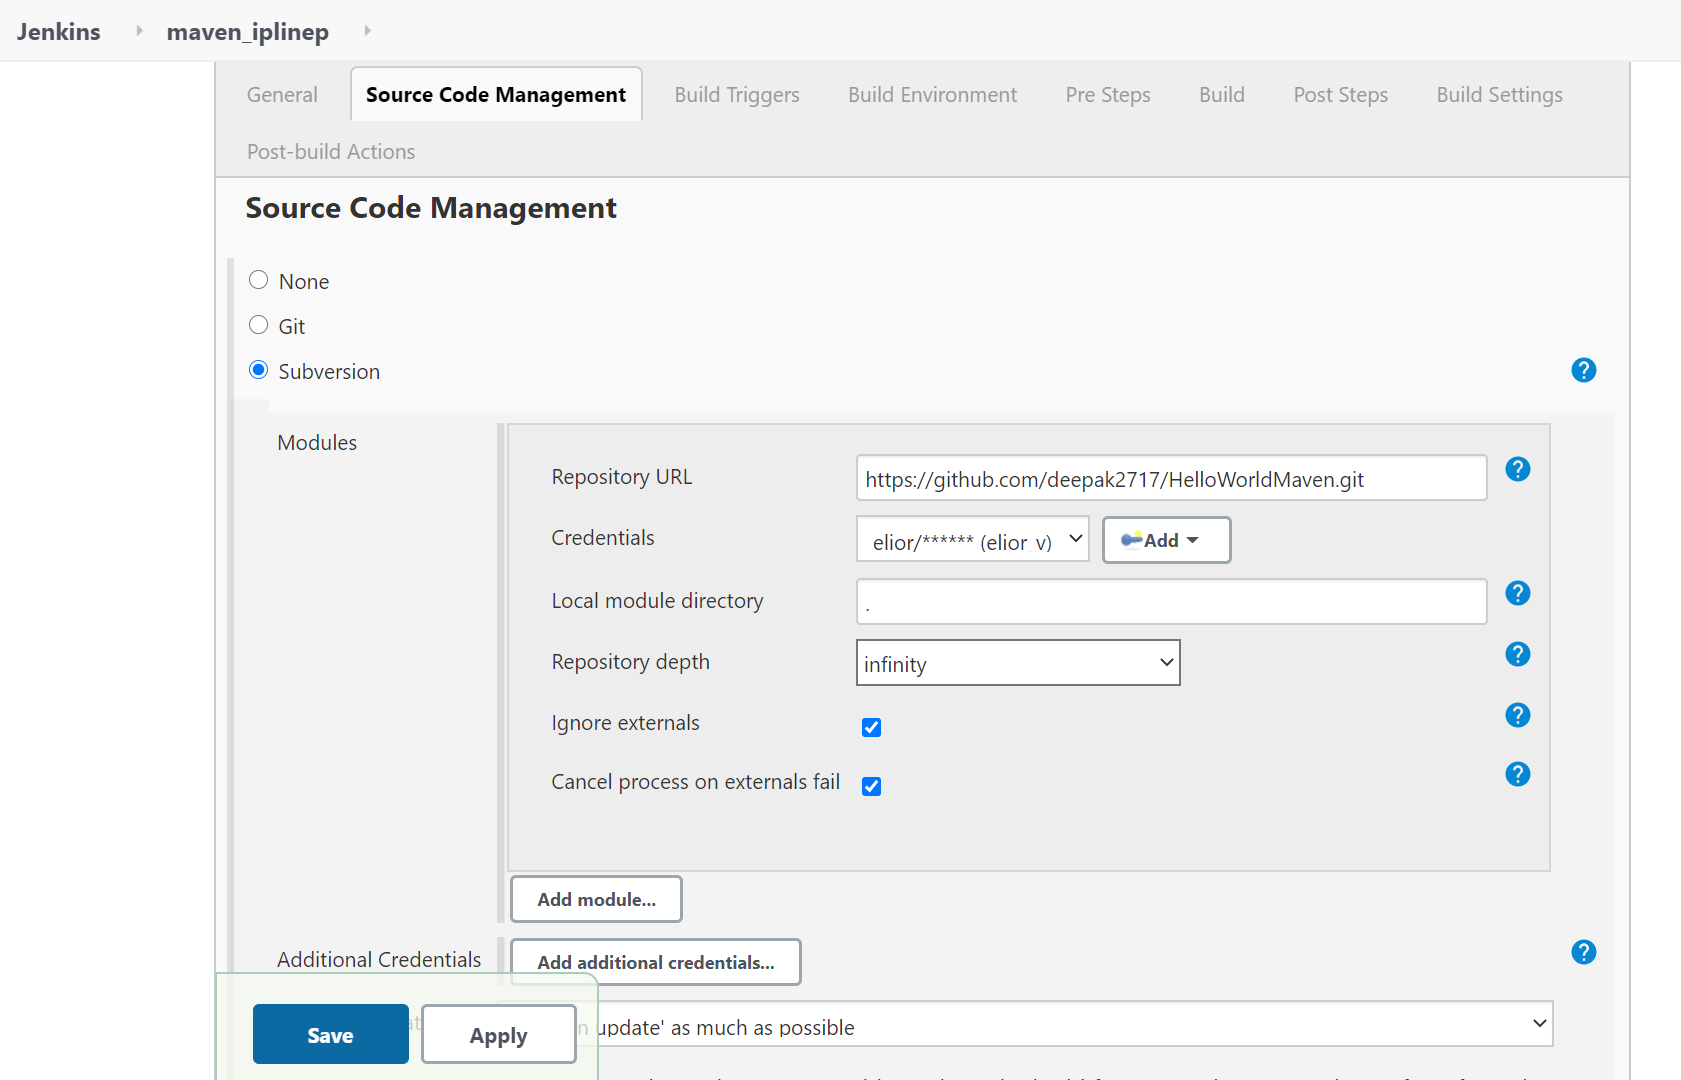 Jenkins maven_iplinep
General Source Code Management Build Triggers Build Environment Pre Steps Build Post Steps Build Settings
Post-build Actions
Source Code Management
None
Git
Subversion
Modules
Repository URL https://github.com/deepak2717/HelloWorldMaven.git
Credentials elior/****** (elior_v) Add
Local module directory .
Repository depth infinity
Ignore externals
Cancel process on externals fail
Add module...
Additional Credentials Add additional credentials...
Save Apply update' as much as possible